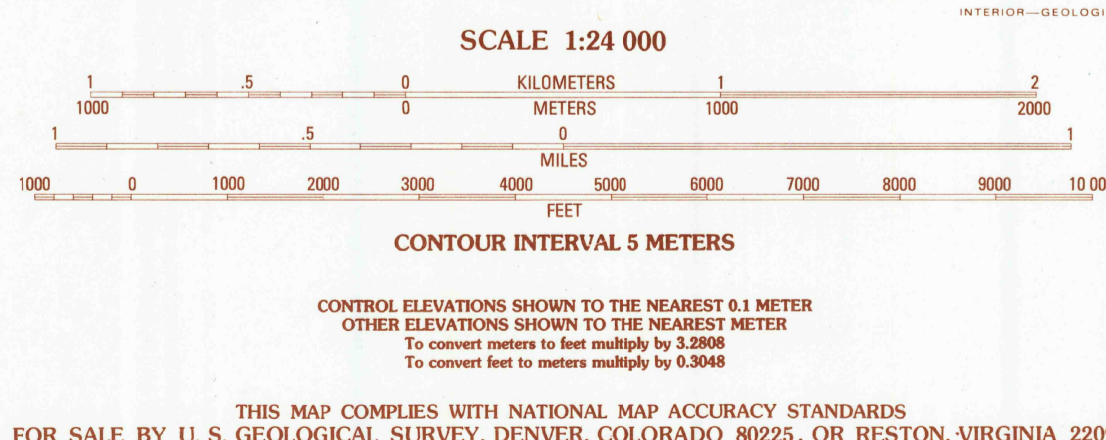 INTERIOR—GEOLOGI
SCALE 1:24 000
1 .5 0 KILOMETERS 1 2
1000 0 METERS 1000 2000
1 .5 0 1
MILES
1000 0 1000 2000 3000 4000 5000 6000 7000 8000 9000 10 00
FEET
CONTOUR INTERVAL 5 METERS
CONTROL ELEVATIONS SHOWN TO THE NEAREST 0.1 METER
OTHER ELEVATIONS SHOWN TO THE NEAREST METER
To convert meters to feet multiply by 3.2808
To convert feet to meters multiply by 0.3048
THIS MAP COMPLIES WITH NATIONAL MAP ACCURACY STANDARDS
FOR SALE BY U. S. GEOLOGICAL SURVEY, DENVER, COLORADO 80225, OR RESTON, VIRGINIA 220